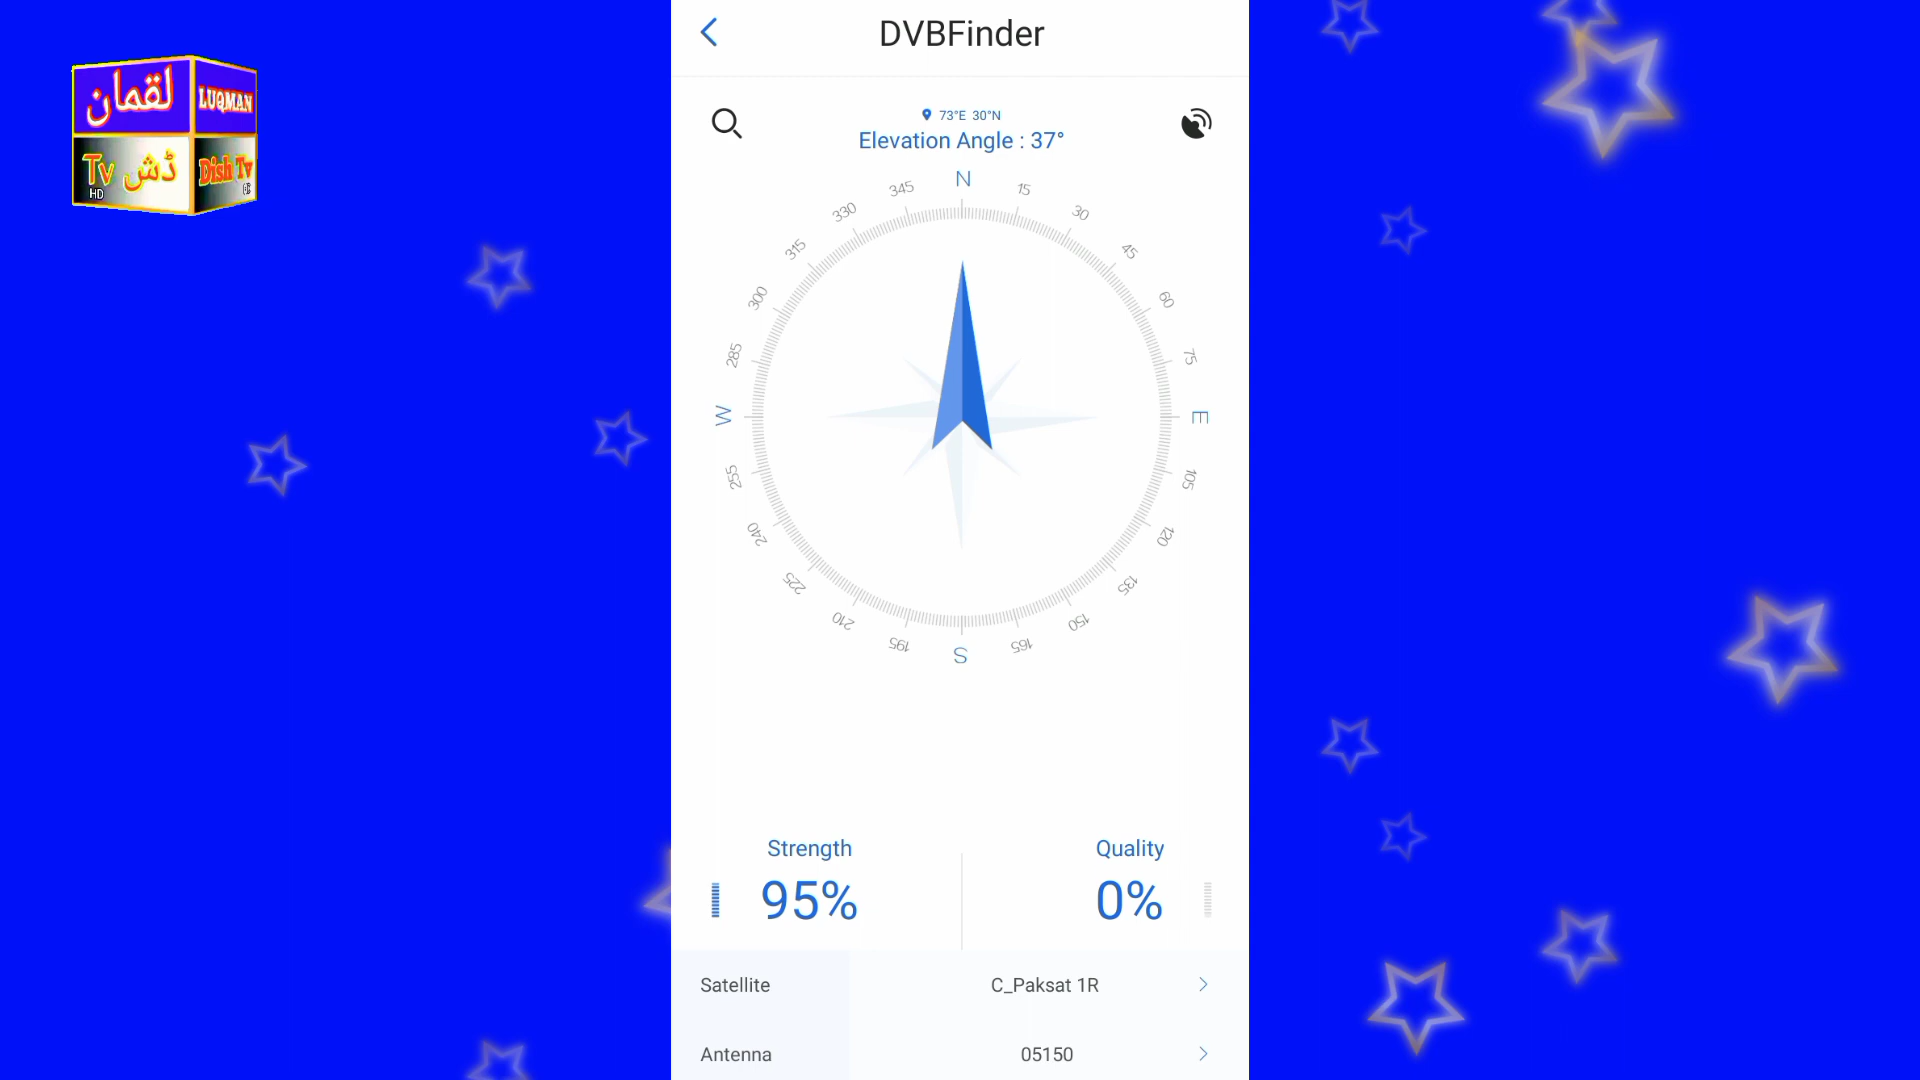 لقمان
LUQMAN
Tv ڈش
HD
Dish Tv
DVBFinder
73°E 30°N
Elevation Angle : 37°
N
15
30
45
60
75
E
105
120
135
150
165
S
195
210
225
240
255
W
285
300
315
330
345
Strength
95%
Quality
0%
Satellite
C_Paksat 1R
Antenna
05150